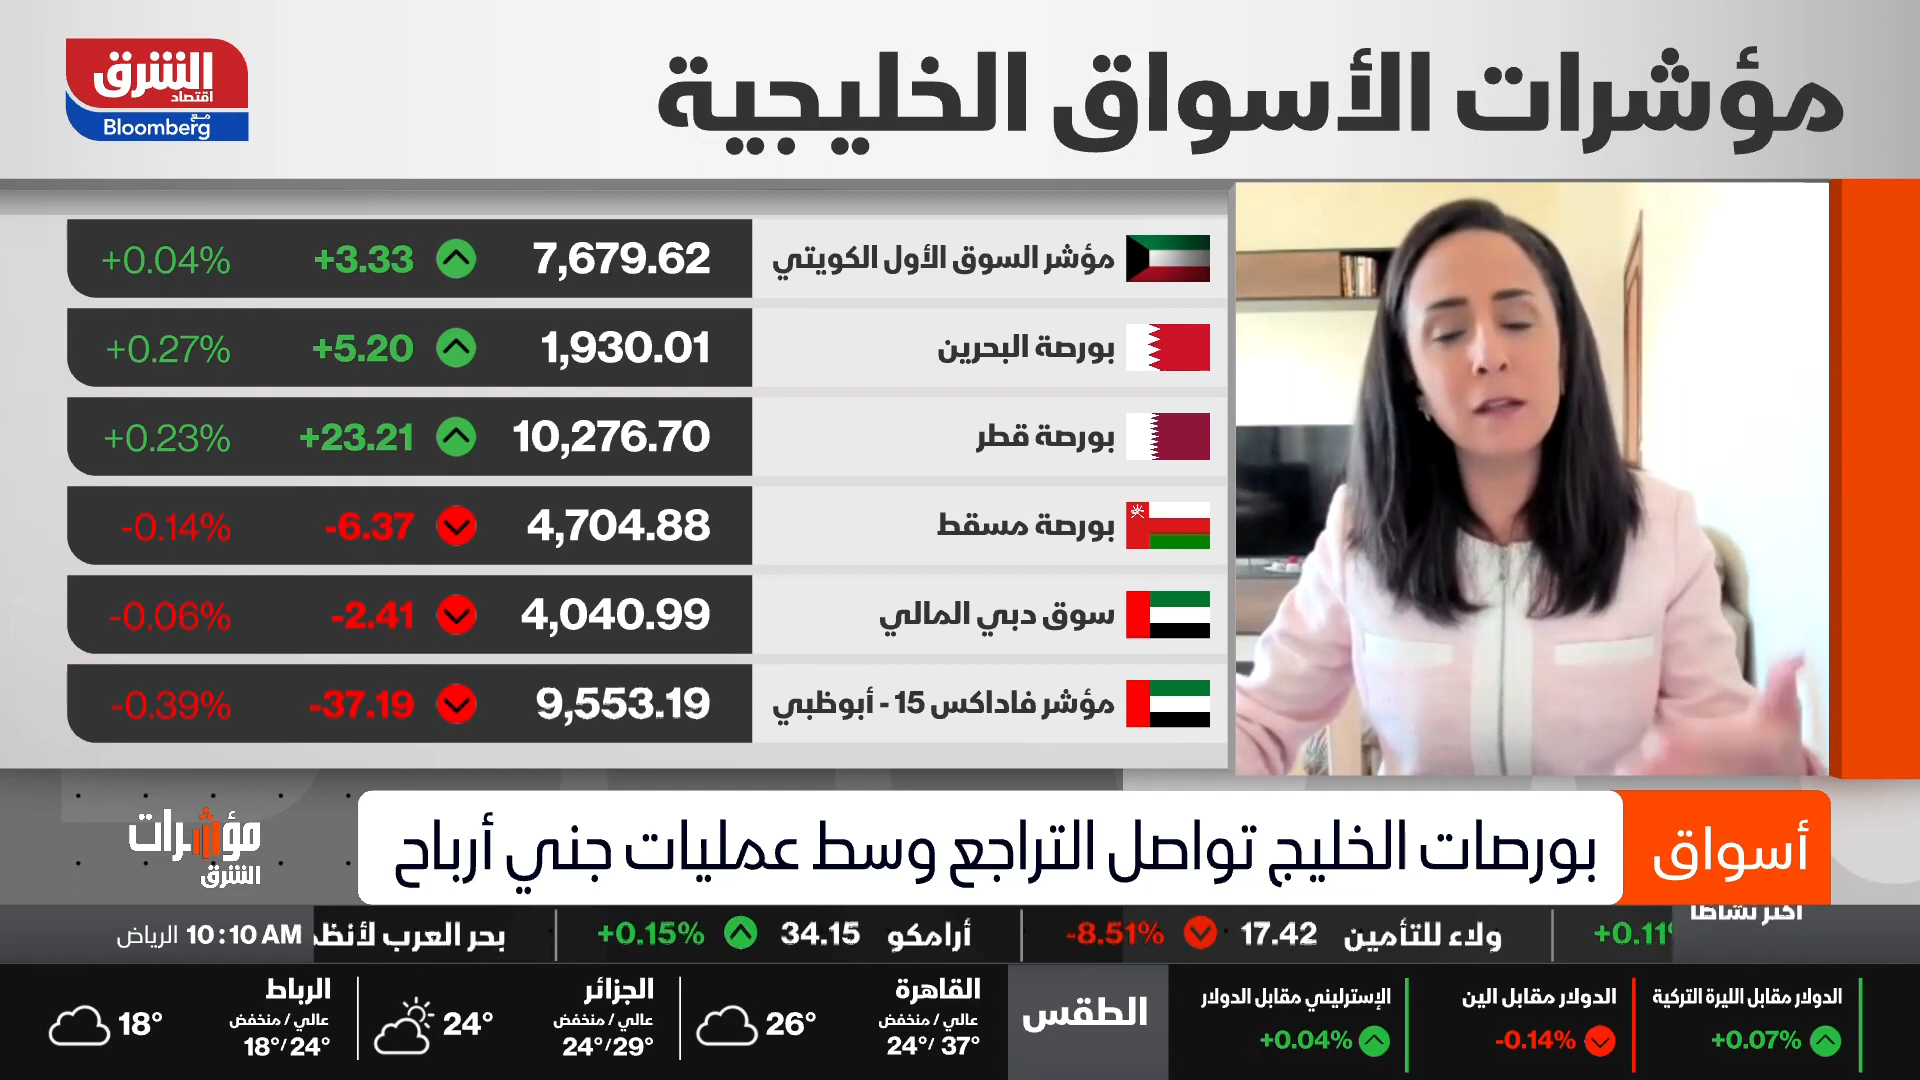 مؤشرات الأسواق الخليجية
الشرق
اقتصاد
مع
Bloomberg
مؤشر السوق الأول الكويتي 7,679.62 +3.33 +0.04%
بورصة البحرين 1,930.01 +5.20 +0.27%
بورصة قطر 10,276.70 +23.21 +0.23%
بورصة مسقط 4,704.88 -6.37 -0.14%
سوق دبي المالي 4,040.99 -2.41 -0.06%
مؤشر فاداكس 15 - أبوظبي 9,553.19 -37.19 -0.39%
أسواق
بورصات الخليج تواصل التراجع وسط عمليات جني أرباح
مؤشرات
الشرق
أكثر نشاطا
+0.11%
ولاء للتأمين 17.42 -8.51%
أرامكو 34.15 +0.15%
بحر العرب
10:10 AM الرياض
الدولار مقابل الليرة التركية
+0.07%
الدولار مقابل الين
-0.14%
الإسترليني مقابل الدولار
+0.04%
الطقس
القاهرة
عالي / منخفض
24°/ 37°
26°
الجزائر
عالي / منخفض
24°/29°
24°
الرباط
عالي / منخفض
18°/24°
18°